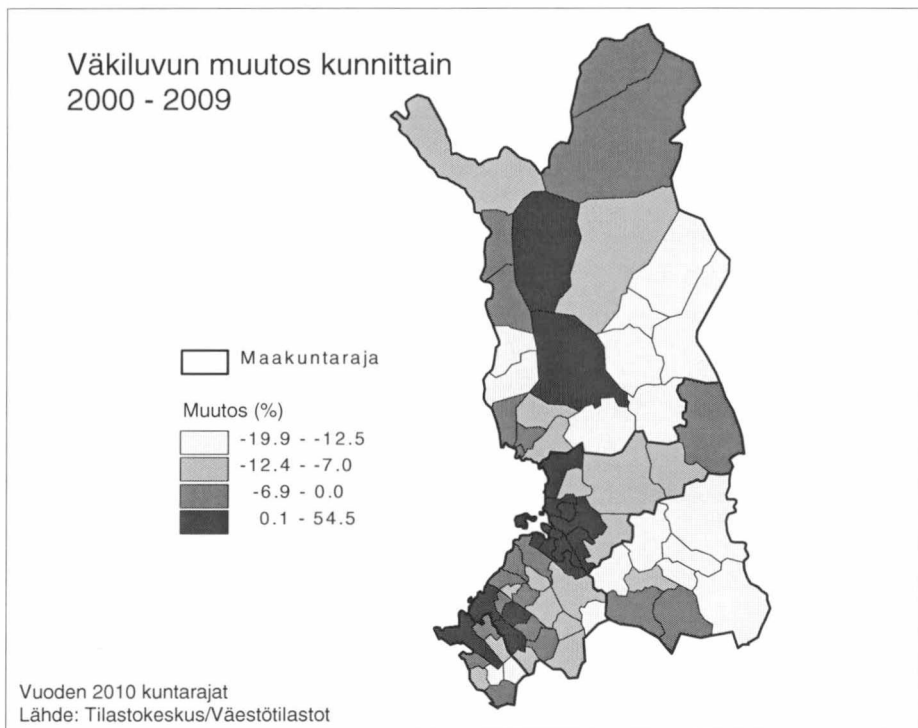 Väkiluvun muutos kunnittain
2000 - 2009
Maakuntaraja
Muutos (%)
-19.9 - -12.5
-12.4 - -7.0
-6.9 - 0.0
0.1 - 54.5
Vuoden 2010 kuntarajat
Lähde: Tilastokeskus/Väestötilastot